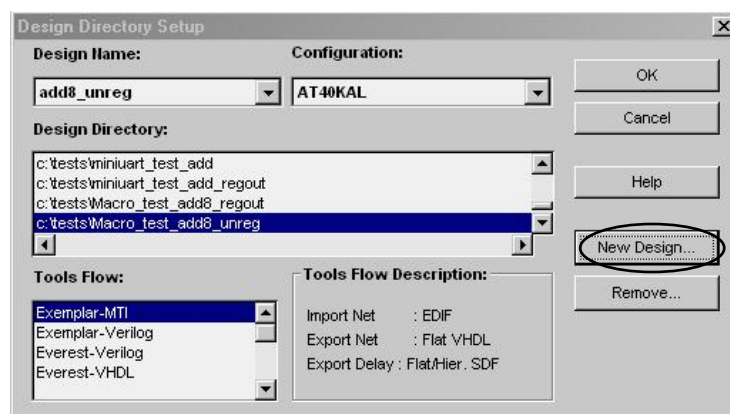 Design Directory Setup
Design Name:
Configuration:
add8_unreg
AT40KAL
OK
Cancel
Design Directory:
c:\tests\miniuart_test_add
c:\tests\miniuart_test_add_regout
c:\tests\Macro_test_add8_regout
c:\tests\Macro_test_add8_unreg
Help
New Design...
Remove...
Tools Flow:
Exemplar-MTI
Exemplar-Verilog
Everest-Verilog
Everest-VHDL
Tools Flow Description:
Import Net : EDIF
Export Net : Flat VHDL
Export Delay : Flat/Hier. SDF